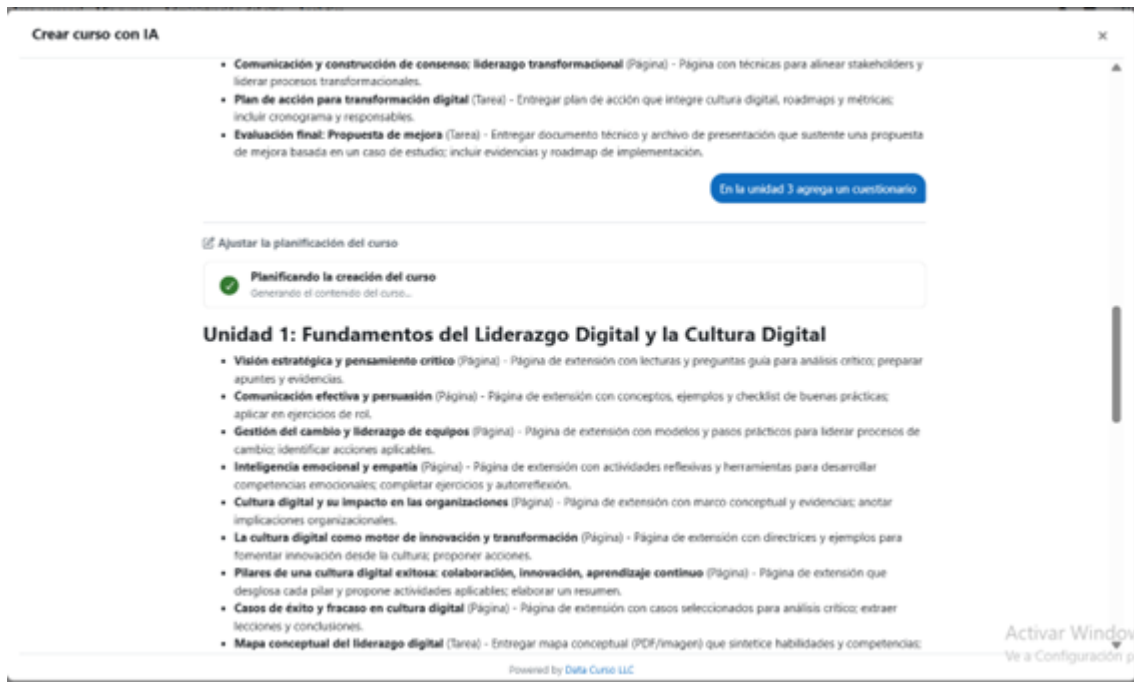 Crear curso con IA
×
• Comunicación y construcción de consenso: liderazgo transformacional (Página) - Página con técnicas para alinear stakeholders y
liderar procesos transformacionales.
• Plan de acción para transformación digital (Tarea) - Entregar plan de acción que integre cultura digital, roadmaps y métricas;
incluir cronograma y responsables.
• Evaluación final: Propuesta de mejora (Tarea) - Entregar documento técnico y archivo de presentación que sustente una propuesta
de mejora basada en un caso de estudio; incluir evidencias y roadmap de implementación.
En la unidad 3 agrega un cuestionario
Ajustar la planificación del curso
Planificando la creación del curso
Generando el contenido del curso...
Unidad 1: Fundamentos del Liderazgo Digital y la Cultura Digital
• Visión estratégica y pensamiento crítico (Página) - Página de extensión con lecturas y preguntas guía para análisis crítico; preparar
apuntes y evidencias.
• Comunicación efectiva y persuasión (Página) - Página de extensión con conceptos, ejemplos y checklist de buenas prácticas;
aplicar en ejercicios de rol.
• Gestión del cambio y liderazgo de equipos (Página) - Página de extensión con modelos y pasos prácticos para liderar procesos de
cambio; identificar acciones aplicables.
• Inteligencia emocional y empatía (Página) - Página de extensión con actividades reflexivas y herramientas para desarrollar
competencias emocionales; completar ejercicios y autorreflexión.
• Cultura digital y su impacto en las organizaciones (Página) - Página de extensión con marco conceptual y evidencias; anotar
implicaciones organizacionales.
• La cultura digital como motor de innovación y transformación (Página) - Página de extensión con directrices y ejemplos para
fomentar innovación desde la cultura; proponer acciones.
• Pilares de una cultura digital exitosa: colaboración, innovación, aprendizaje continuo (Página) - Página de extensión que
desglosa cada pilar y propone actividades aplicables; elaborar un resumen.
• Casos de éxito y fracaso en cultura digital (Página) - Página de extensión con casos seleccionados para análisis crítico; extraer
lecciones y conclusiones.
• Mapa conceptual del liderazgo digital (Tarea) - Entregar mapa conceptual (PDF/imagen) que sintetice habilidades y competencias;
Activar Window
Ve a Configuración p
Powered by Data Curso LLC